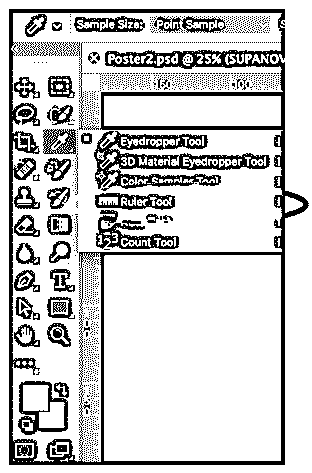 Sample Size: Point Sample
Poster2.psd @ 25% (SUPANOV
150 100
Eyedropper Tool
3D Material Eyedropper Tool
Color Sampler Tool
Ruler Tool
Count Tool